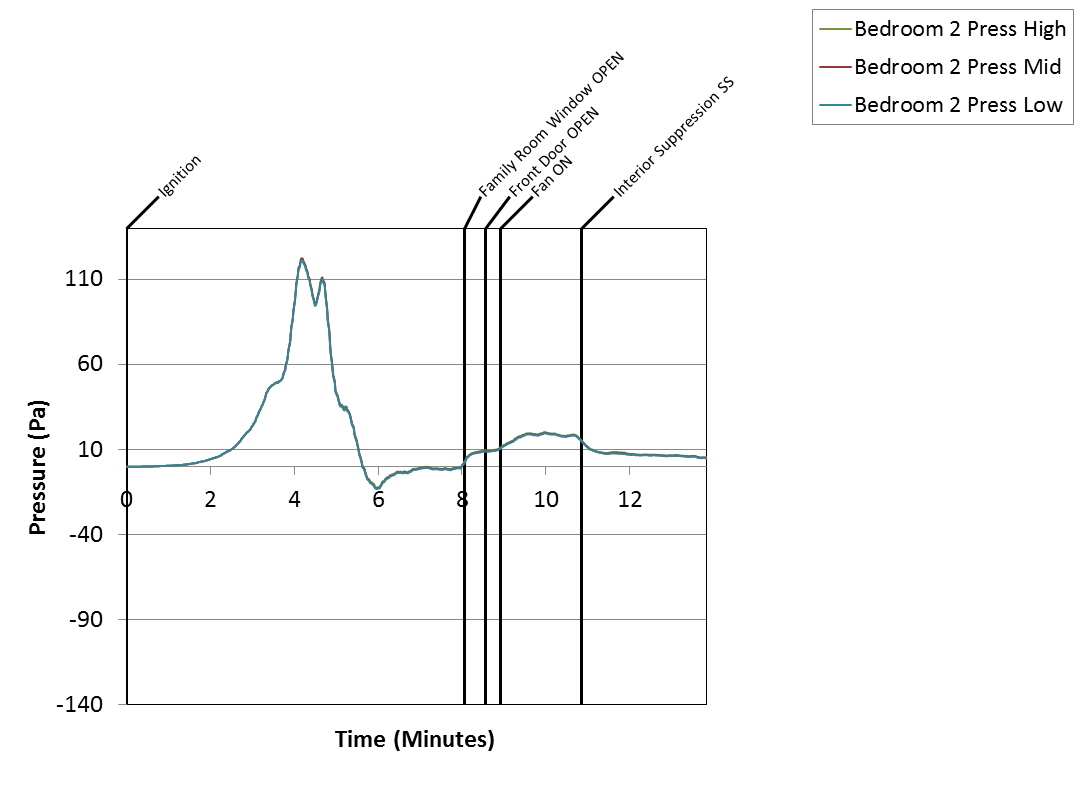 Bedroom 2 Press High
Bedroom 2 Press Mid
Bedroom 2 Press Low
Ignition
Family Room Window OPEN
Front Door OPEN
Fan ON
Interior Suppression SS
110
60
10
-40
-90
-140
0 2 4 6 8 10 12
Pressure (Pa)
Time (Minutes)